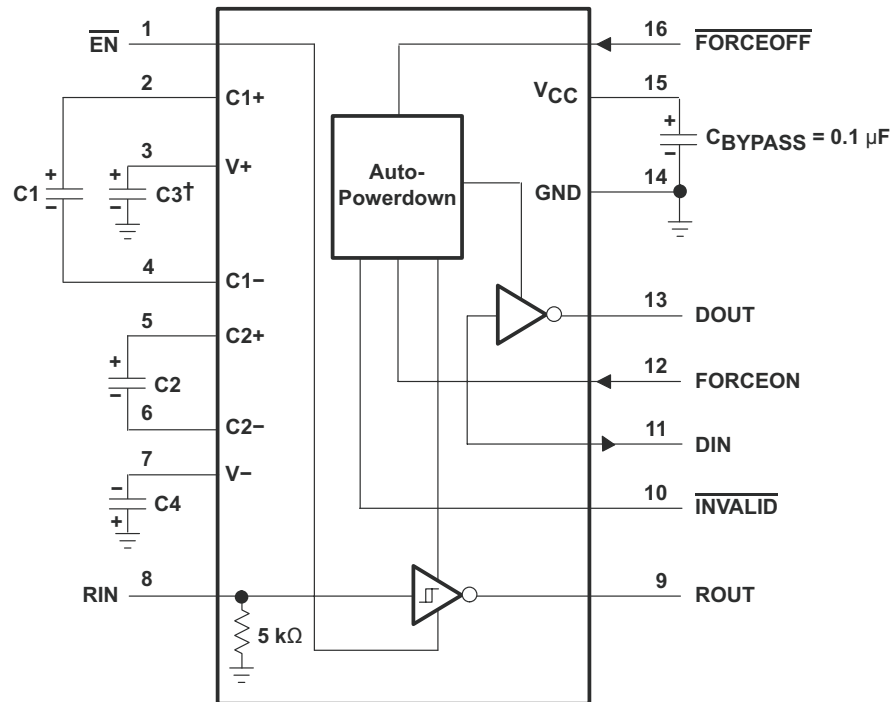 1
EN
2
C1+
3
V+
C1
C3†
4
C1−
5
C2+
C2
6
C2−
7
V−
C4
RIN
8
5 kΩ
Auto-
Powerdown
16
FORCEOFF
VCC
15
CBYPASS = 0.1 µF
14
GND
13
DOUT
12
FORCEON
11
DIN
10
INVALID
9
ROUT
+
−
+
−
+
−
−
+
+
−